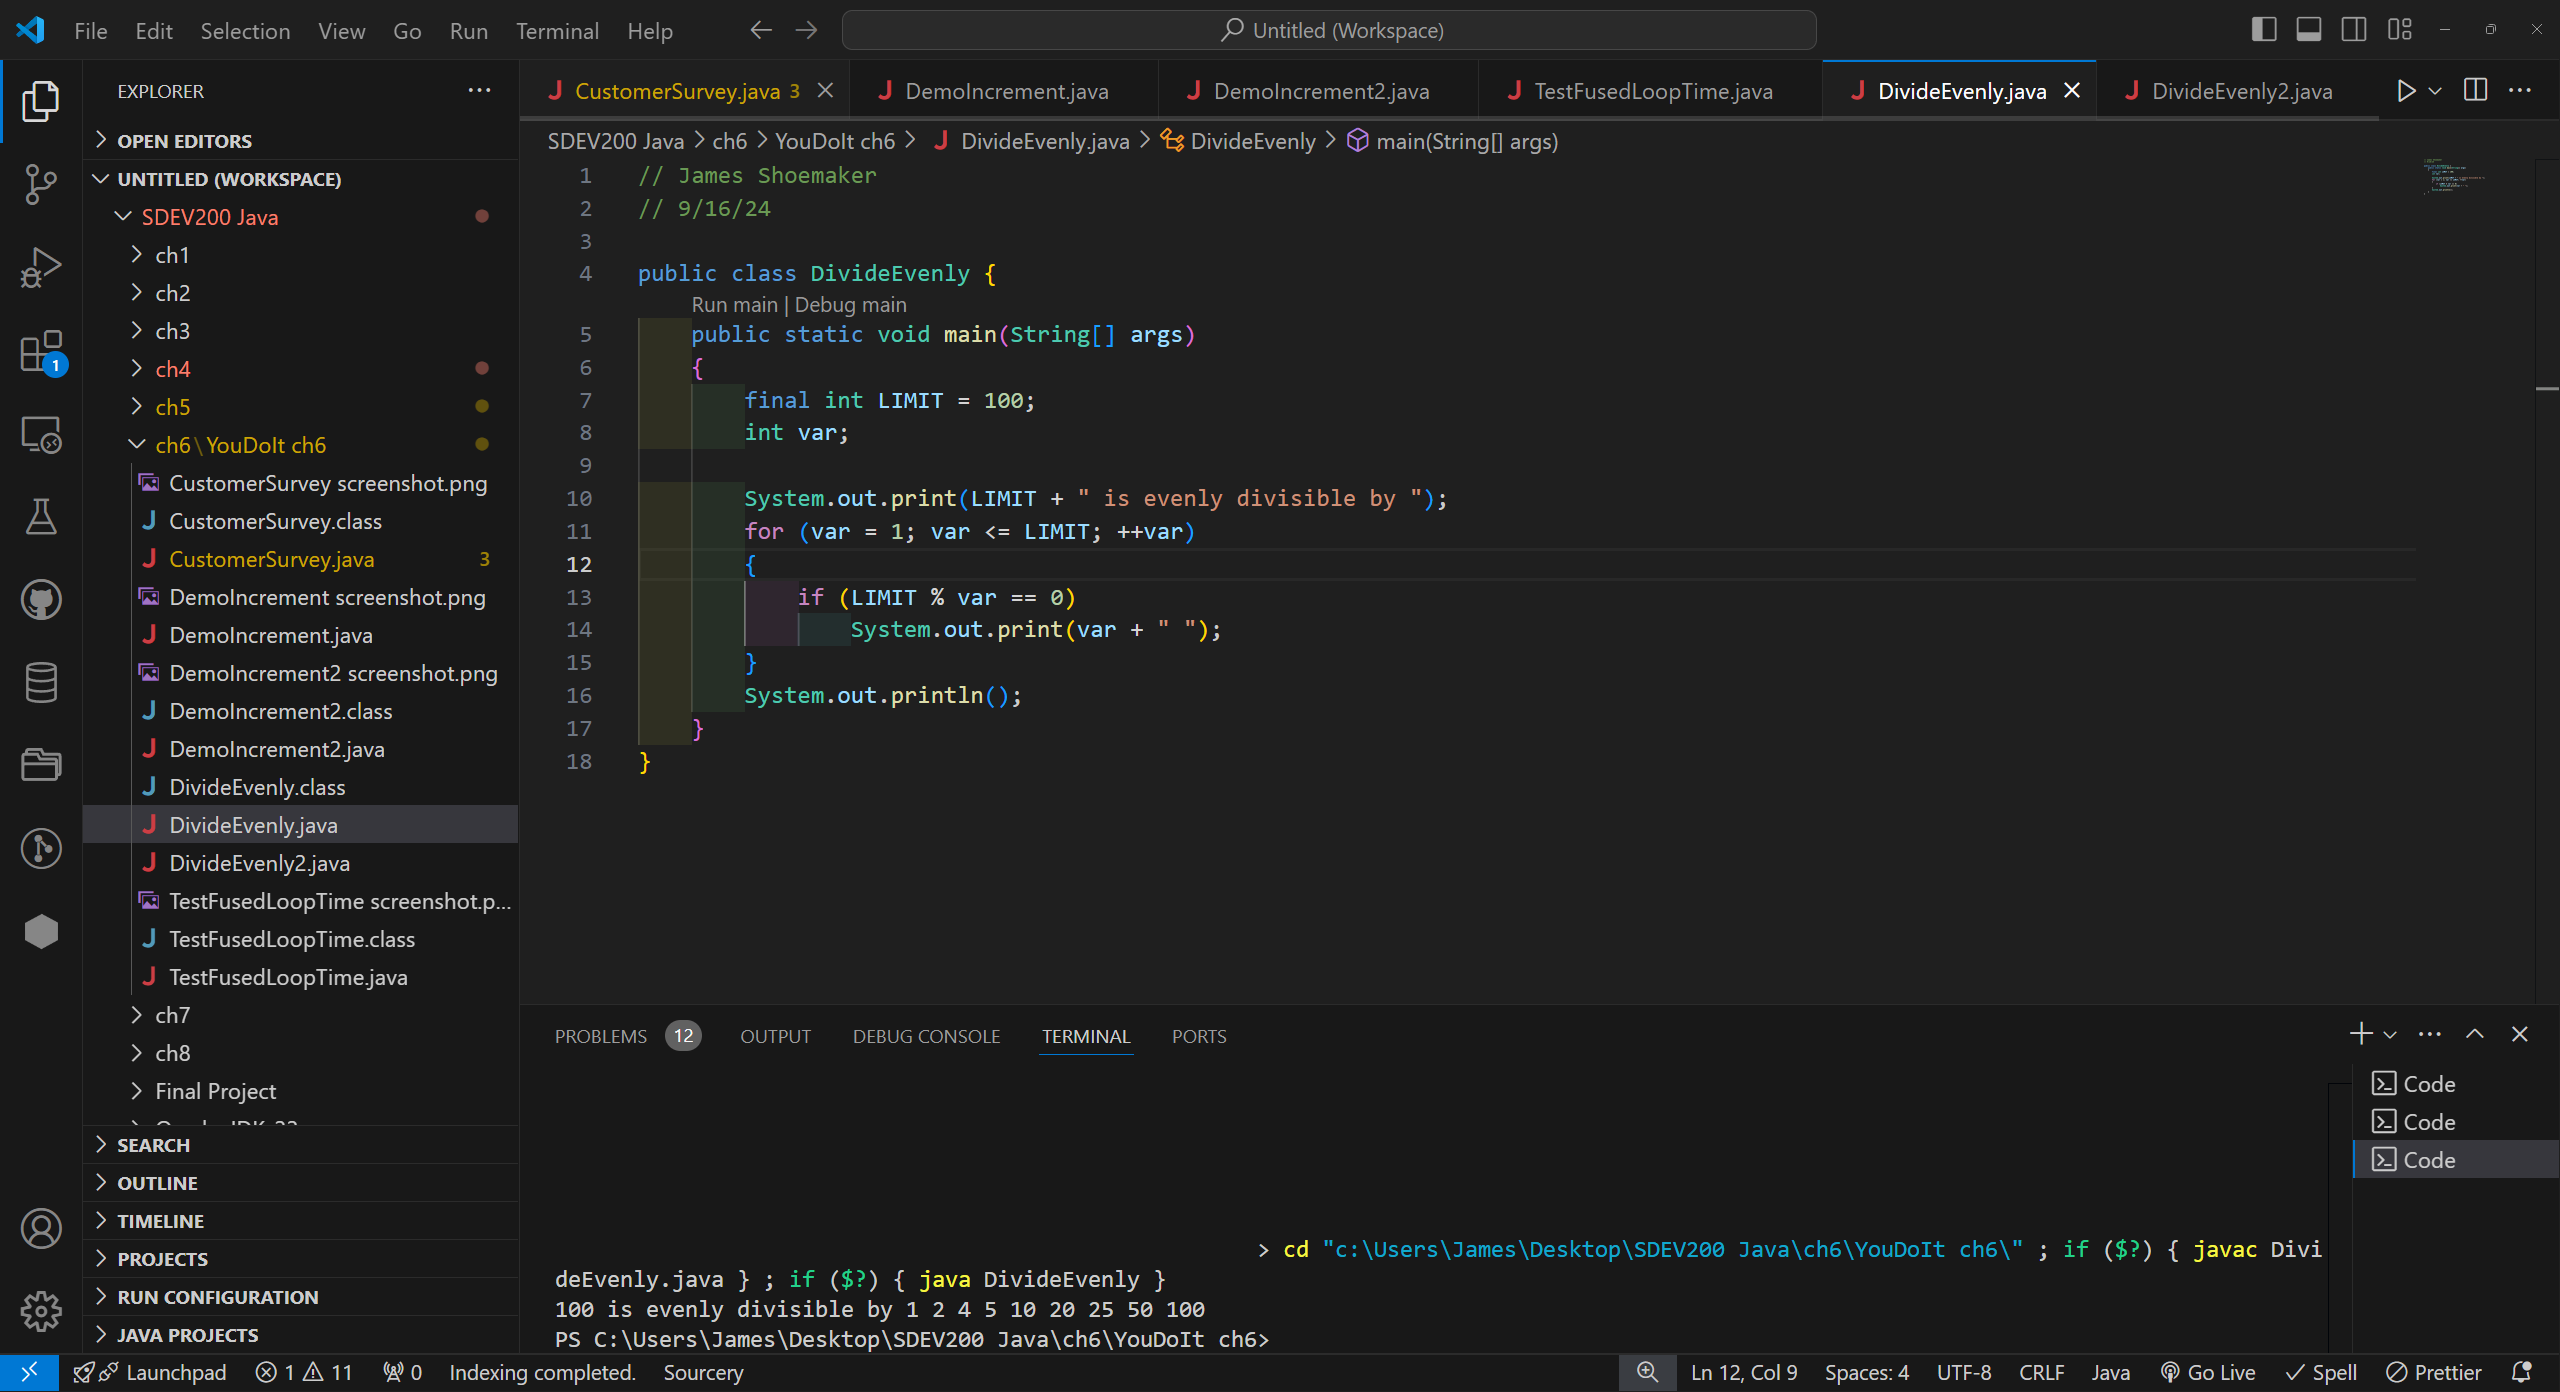 File Edit Selection View Go Run Terminal Help
Untitled (Workspace)
EXPLORER
OPEN EDITORS
UNTITLED (WORKSPACE)
SDEV200 Java
ch1
ch2
ch3
ch4
ch5
ch6\YouDoIt ch6
CustomerSurvey screenshot.png
CustomerSurvey.class
CustomerSurvey.java 3
DemoIncrement screenshot.png
DemoIncrement.java
DemoIncrement2 screenshot.png
DemoIncrement2.class
DemoIncrement2.java
DivideEvenly.class
DivideEvenly.java
DivideEvenly2.java
TestFusedLoopTime screenshot.p...
TestFusedLoopTime.class
TestFusedLoopTime.java
ch7
ch8
Final Project
SEARCH
OUTLINE
TIMELINE
PROJECTS
RUN CONFIGURATION
JAVA PROJECTS
1
CustomerSurvey.java 3 DemoIncrement.java DemoIncrement2.java TestFusedLoopTime.java DivideEvenly.java DivideEvenly2.java
SDEV200 Java > ch6 > YouDoIt ch6 > DivideEvenly.java > DivideEvenly > main(String[] args)
1 // James Shoemaker
2 // 9/16/24
3
4 public class DivideEvenly {
Run main | Debug main
5 public static void main(String[] args)
6 {
7 final int LIMIT = 100;
8 int var;
9
10 System.out.print(LIMIT + " is evenly divisible by ");
11 for (var = 1; var <= LIMIT; ++var)
12 {
13 if (LIMIT % var == 0)
14 System.out.print(var + " ");
15 }
16 System.out.println();
17 }
18 }
PROBLEMS 12 OUTPUT DEBUG CONSOLE TERMINAL PORTS
Code
Code
Code
> cd "c:\Users\James\Desktop\SDEV200 Java\ch6\YouDoIt ch6\" ; if ($?) { javac Divi
deEvenly.java } ; if ($?) { java DivideEvenly }
100 is evenly divisible by 1 2 4 5 10 20 25 50 100
PS C:\Users\James\Desktop\SDEV200 Java\ch6\YouDoIt ch6>
Launchpad 1 11 0 Indexing completed. Sourcery Ln 12, Col 9 Spaces: 4 UTF-8 CRLF Java Go Live Spell Prettier